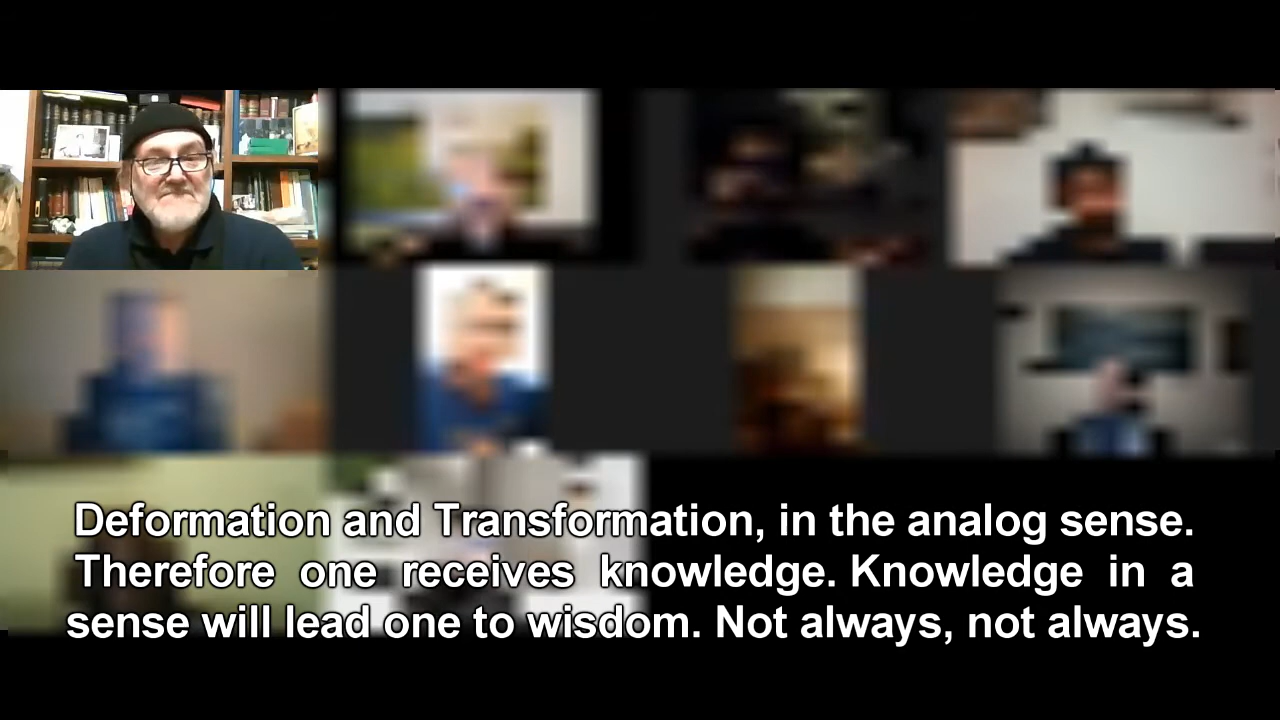 Deformation and Transformation, in the analog sense.
Therefore one receives knowledge. Knowledge in a
sense will lead one to wisdom. Not always, not always.